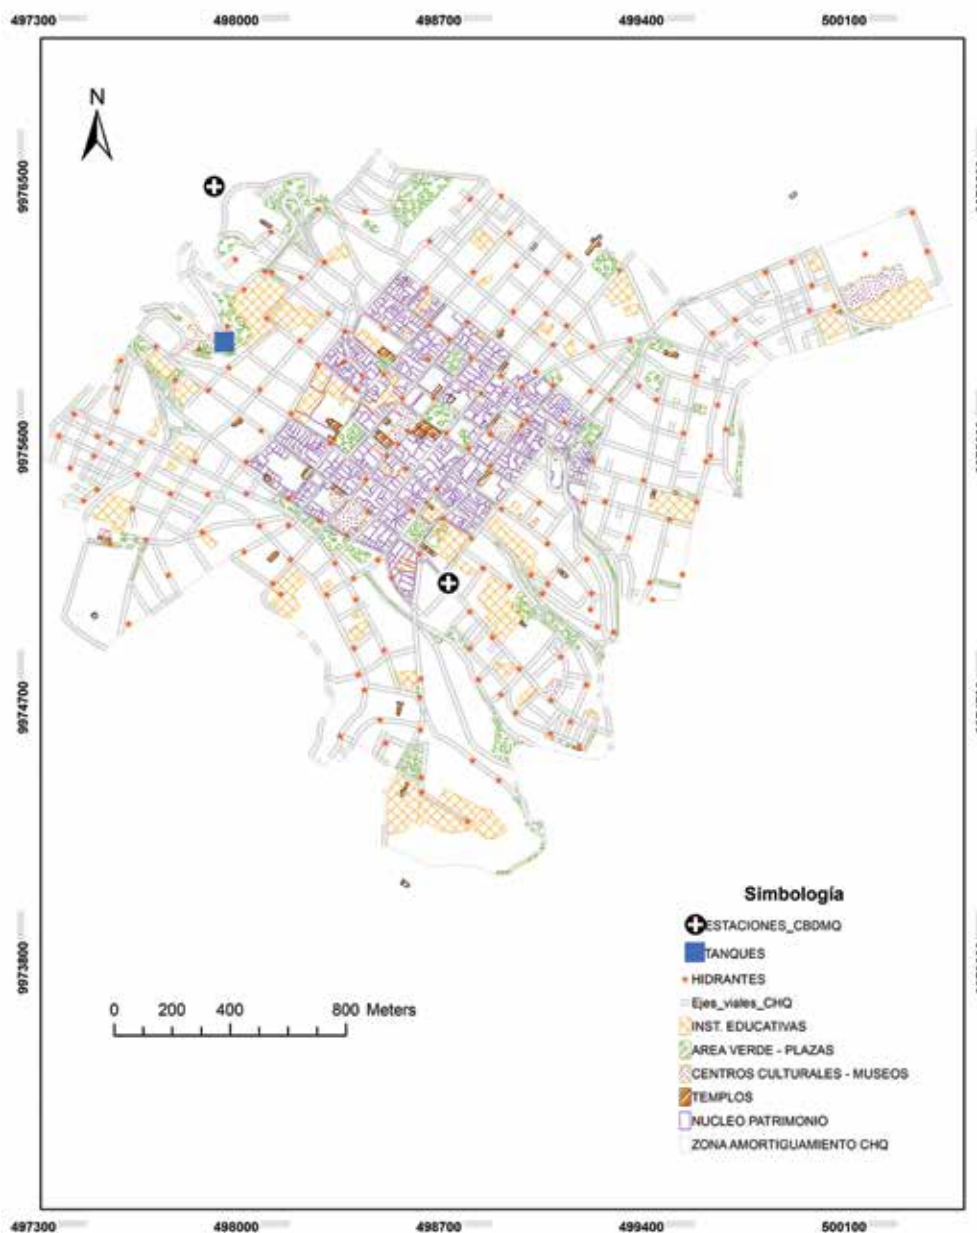 497300 498000 498700 499400 500100
N
9976500
9975600
9974700
9973800
Simbología
ESTACIONES_CBDMQ
TANQUES
HIDRANTES
Ejes_viales_CHQ
INST. EDUCATIVAS
AREA VERDE - PLAZAS
CENTROS CULTURALES - MUSEOS
TEMPLOS
NUCLEO PATRIMONIO
ZONA AMORTIGUAMIENTO CHQ
0 200 400 800 Meters
497300 498000 498700 499400 500100